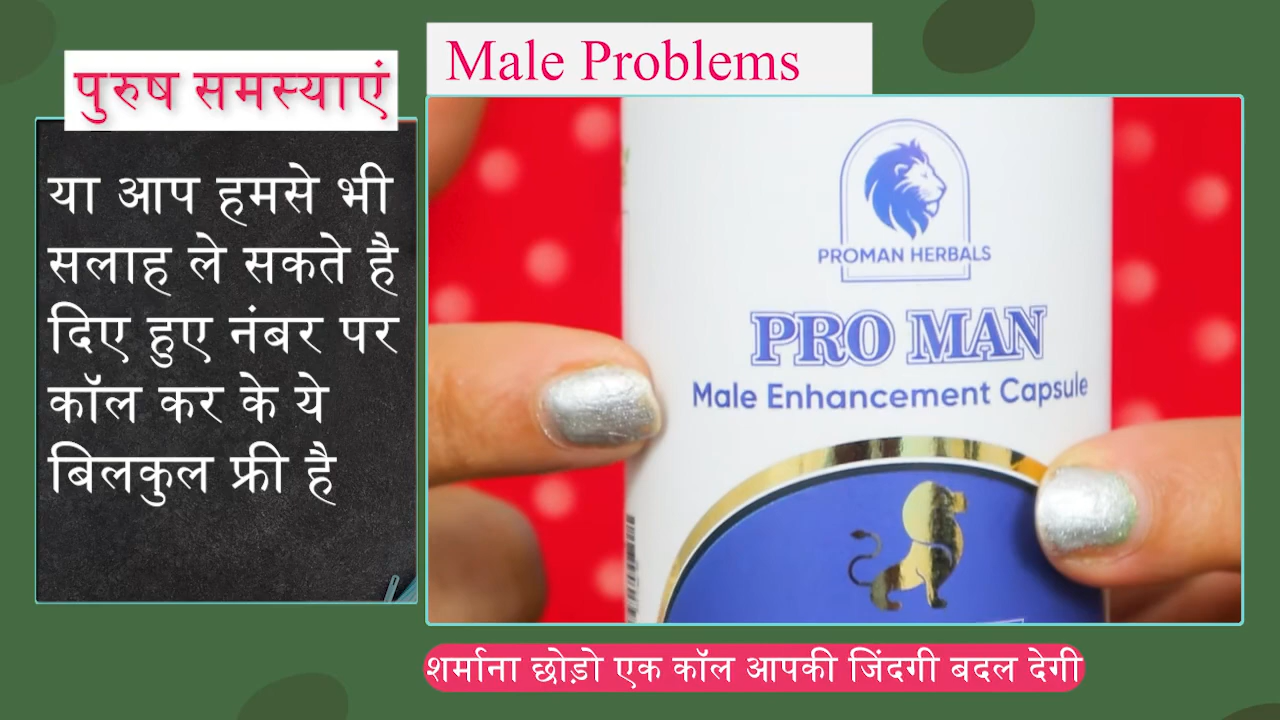 पुरुष समस्याएं
Male Problems
या आप हमसे भी
सलाह ले सकते है
दिए हुए नंबर पर
कॉल कर के ये
बिलकुल फ्री है
PROMAN HERBALS
PRO MAN
Male Enhancement Capsule
शर्माना छोड़ो एक कॉल आपकी जिंदगी बदल देगी